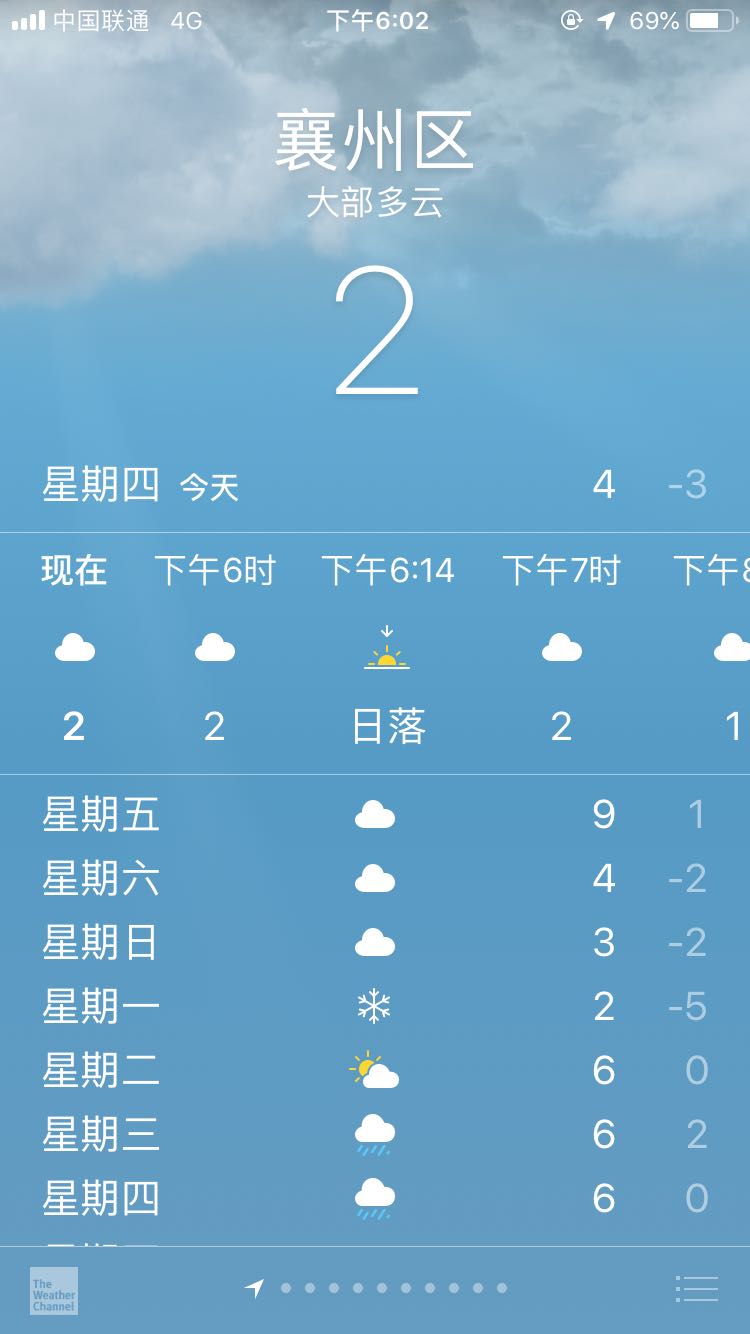 中国联通 4G 下午6:02 69%
襄州区
大部多云
2
星期四 今天 4 -3
现在 下午6时 下午6:14 下午7时
2 2 日落 2 1
星期五 9 1
星期六 4 -2
星期日 3 -2
星期一 2 -5
星期二 6 0
星期三 6 2
星期四 6 0
The
Weather
Channel